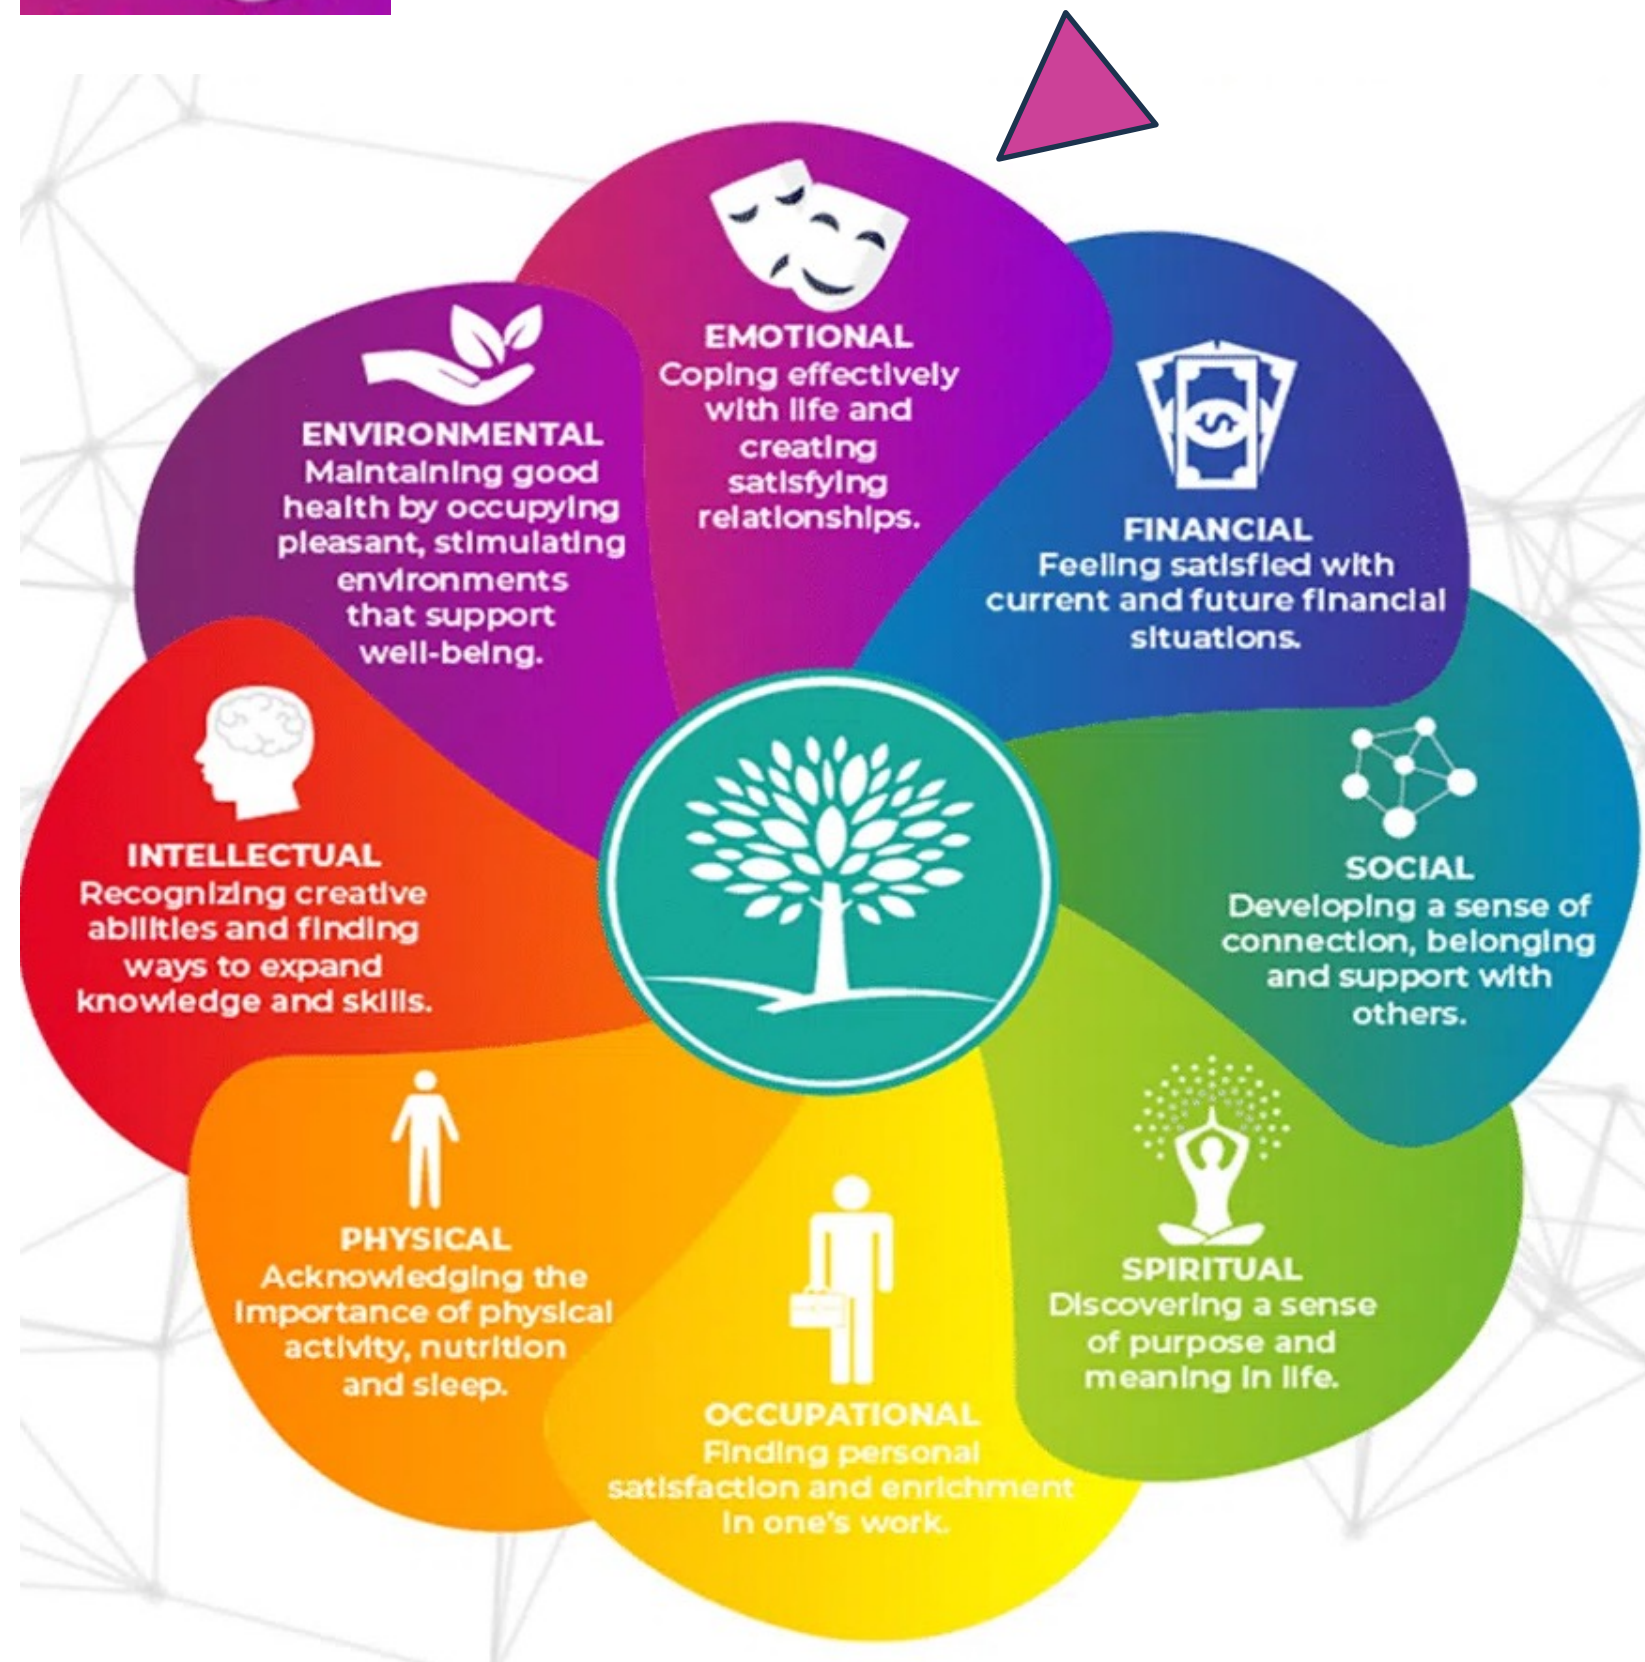 EMOTIONAL
Coping effectively
with life and
creating
satisfying
relationships.
FINANCIAL
Feeling satisfied with
current and future financial
situations.
SOCIAL
Developing a sense of
connection, belonging
and support with
others.
SPIRITUAL
Discovering a sense
of purpose and
meaning in life.
OCCUPATIONAL
Finding personal
satisfaction and enrichment
in one's work.
PHYSICAL
Acknowledging the
importance of physical
activity, nutrition
and sleep.
INTELLECTUAL
Recognizing creative
abilities and finding
ways to expand
knowledge and skills.
ENVIRONMENTAL
Maintaining good
health by occupying
pleasant, stimulating
environments
that support
well-being.